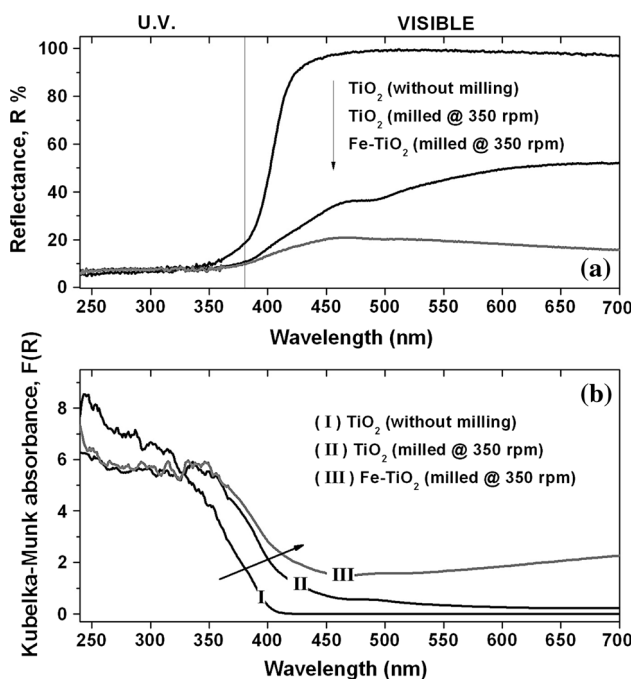 U.V. VISIBLE
100
80
60
40
20
0
Reflectance, R %
TiO₂ (without milling)
TiO₂ (milled @ 350 rpm)
Fe-TiO₂ (milled @ 350 rpm)
(a)
250 300 350 400 450 500 550 600 650 700
Wavelength (nm)
8
6
4
2
0
Kubelka-Munk absorbance, F(R)
(b)
( I ) TiO₂ (without milling)
( II ) TiO₂ (milled @ 350 rpm)
( III ) Fe-TiO₂ (milled @ 350 rpm)
I
II
III
250 300 350 400 450 500 550 600 650 700
Wavelength (nm)